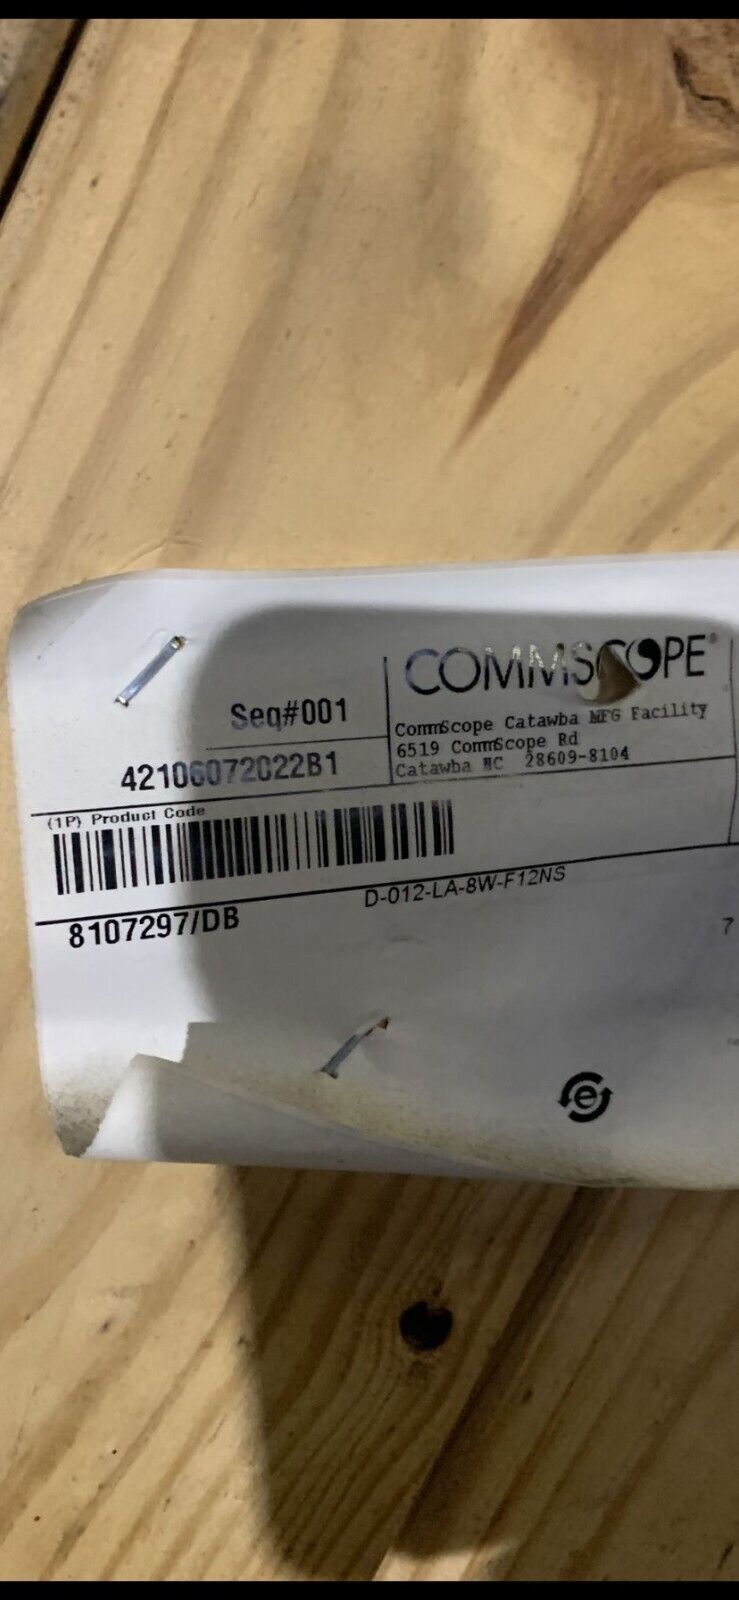 COMMSCOPE®
Seq#001
CommScope Catawba MFG Facility
6519 CommScope Rd
Catawba NC 28609-8104
42106072022B1
(1P) Product Code
D-012-LA-8W-F12NS
8107297/DB
7
e